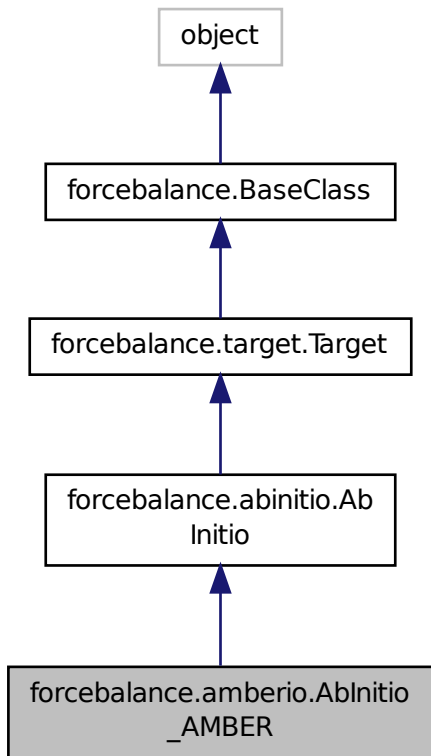 object
forcebalance.BaseClass
forcebalance.target.Target
forcebalance.abinitio.Ab
Initio
forcebalance.amberio.AbInitio
_AMBER